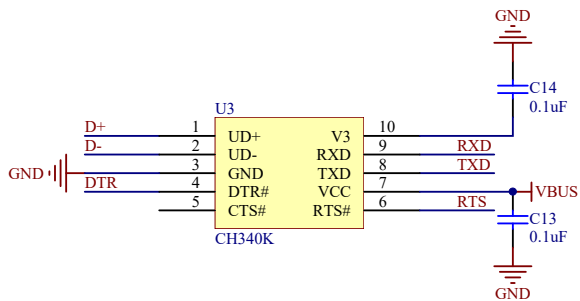 GND
C14
0.1uF
U3
D+ 1 UD+ V3 10
D- 2 UD- RXD 9 RXD
GND 3 GND TXD 8 TXD
DTR 4 DTR# VCC 7 VBUS
5 CTS# RTS# 6 RTS
C13
0.1uF
CH340K
GND